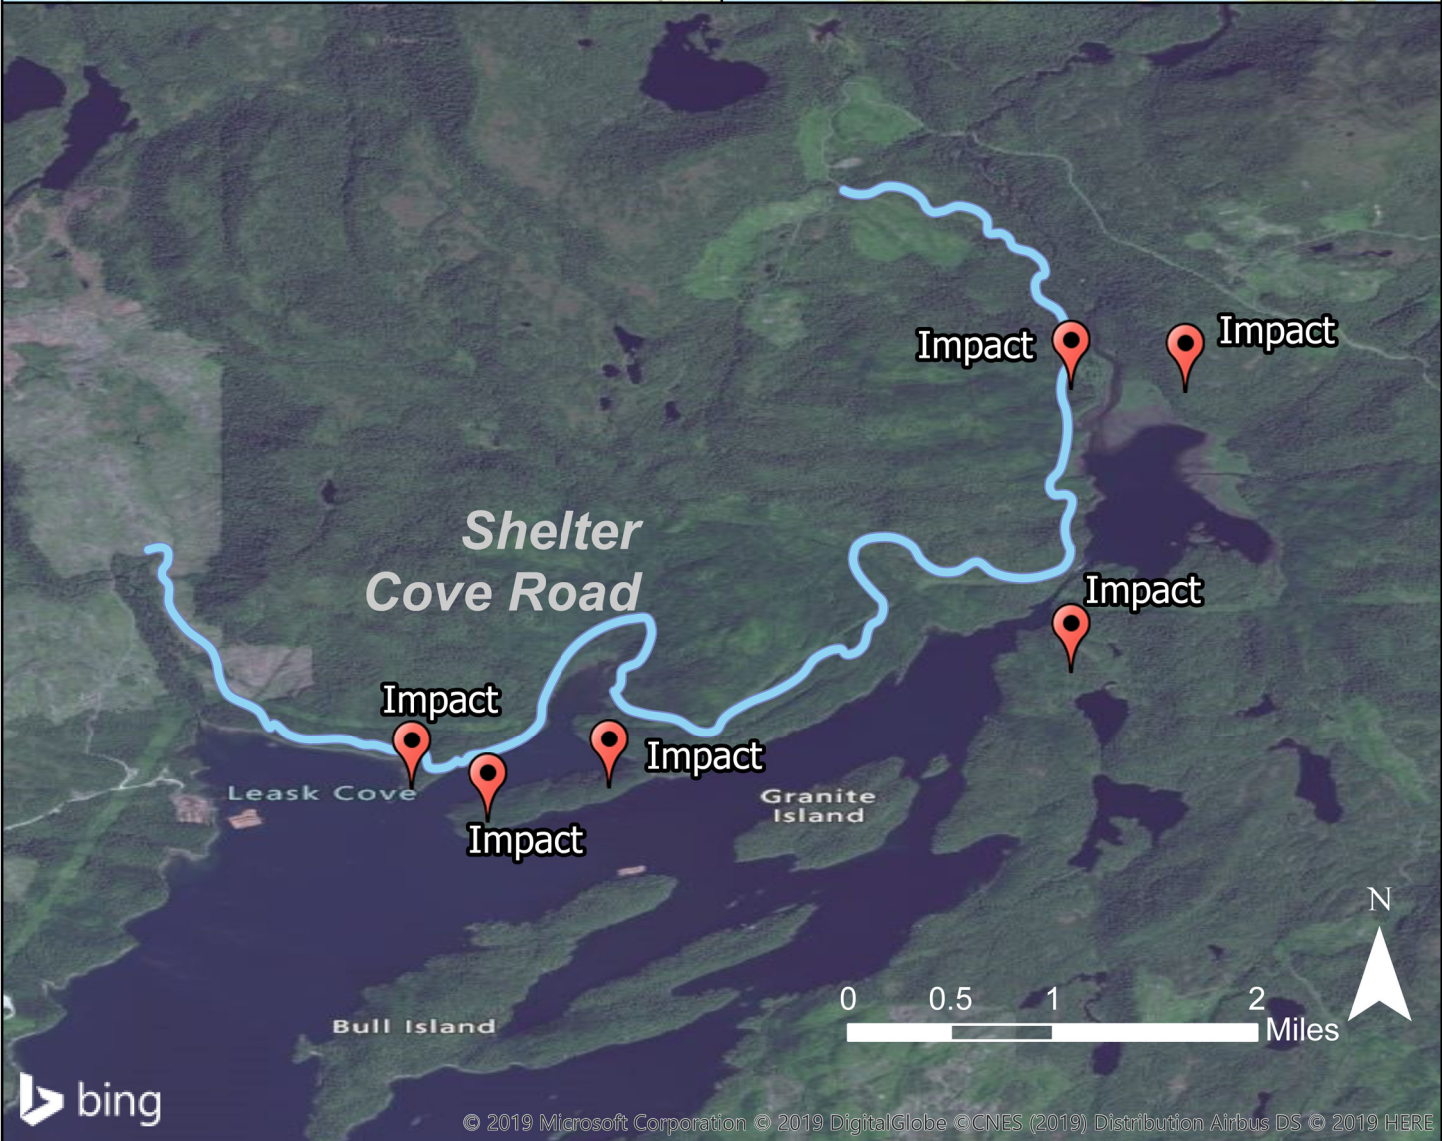 Impact
Impact
Shelter
Cove Road
Impact
Impact
Impact
Leask Cove
Granite
Island
Impact
N
0 0.5 1 2
Miles
Bull Island
bing
© 2019 Microsoft Corporation © 2019 DigitalGlobe ©CNES (2019) Distribution Airbus DS © 2019 HERE